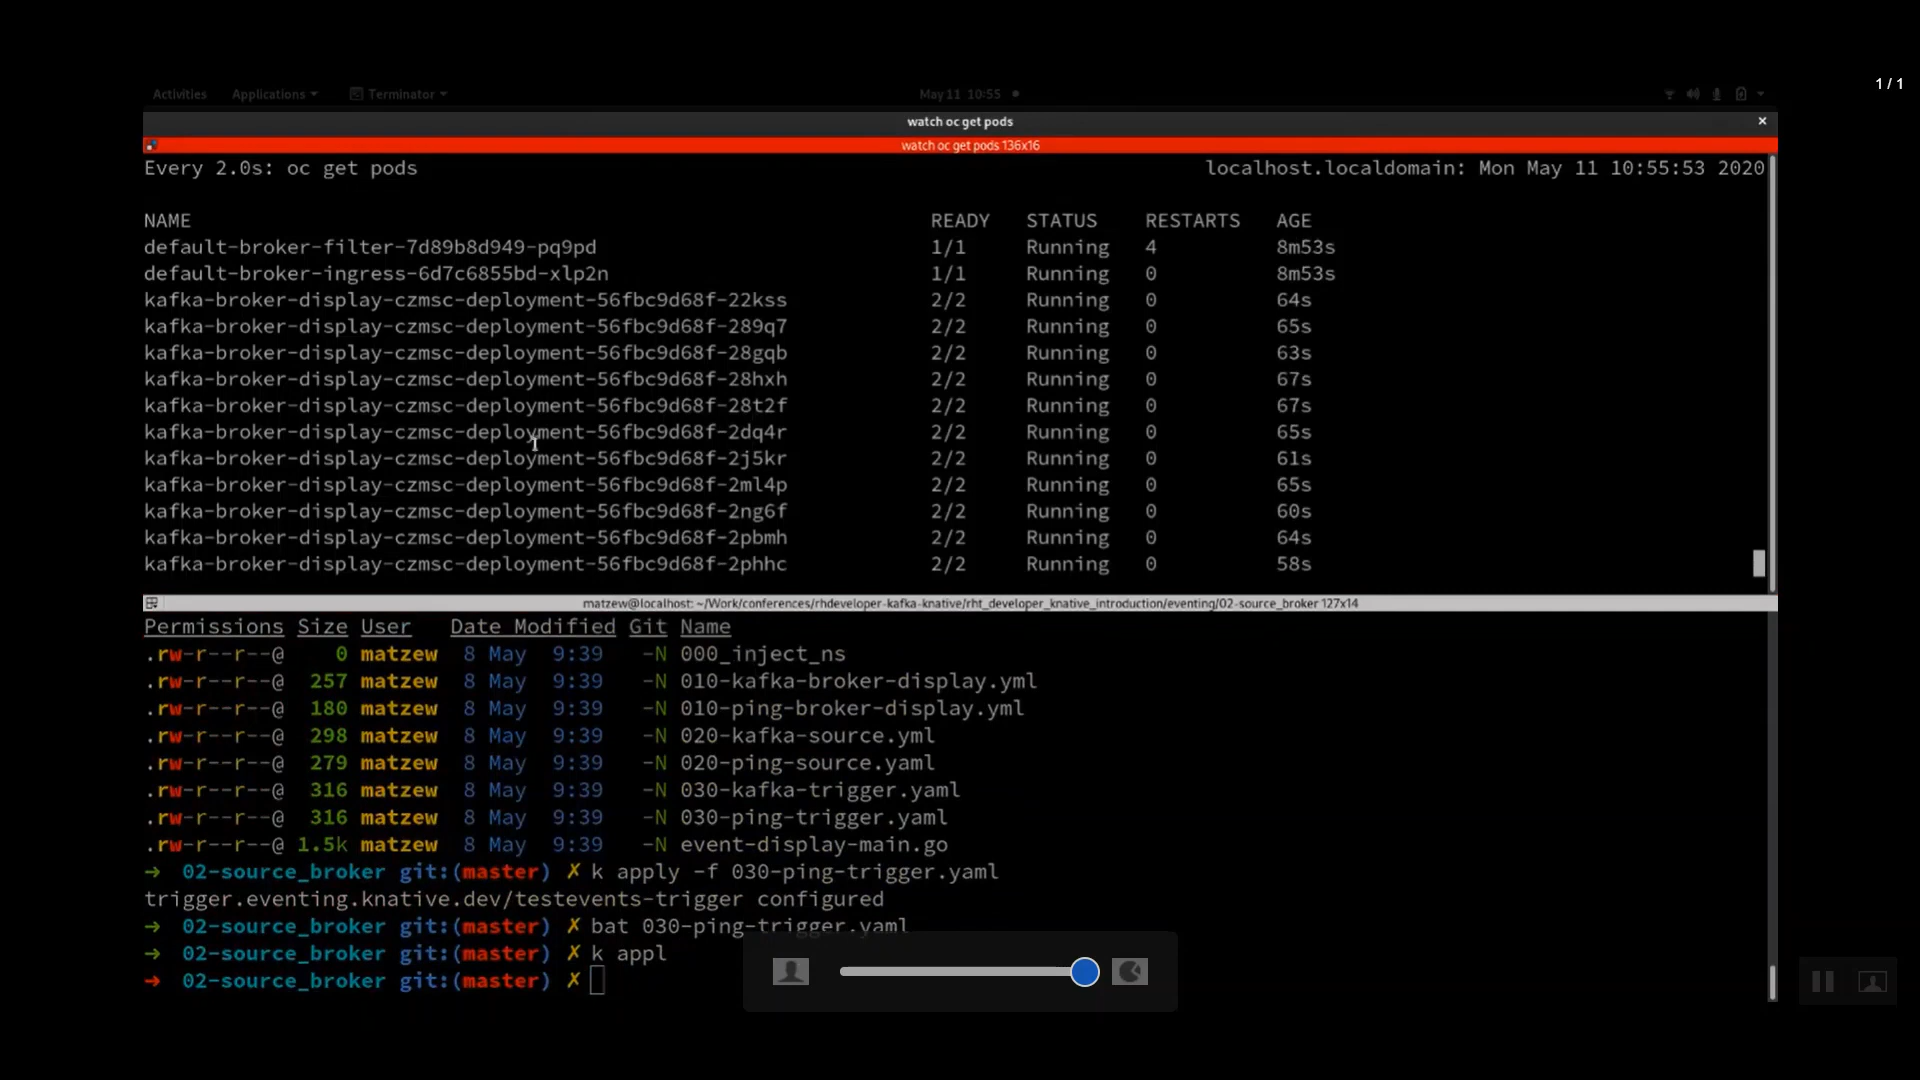 1 / 1
Activities Applications Terminator May 11 10:55
watch oc get pods
watch oc get pods 136x16
Every 2.0s: oc get pods localhost.localdomain: Mon May 11 10:55:53 2020
NAME READY STATUS RESTARTS AGE
default-broker-filter-7d89b8d949-pq9pd 1/1 Running 4 8m53s
default-broker-ingress-6d7c6855bd-xlp2n 1/1 Running 0 8m53s
kafka-broker-display-czmsc-deployment-56fbc9d68f-22kss 2/2 Running 0 64s
kafka-broker-display-czmsc-deployment-56fbc9d68f-289q7 2/2 Running 0 65s
kafka-broker-display-czmsc-deployment-56fbc9d68f-28gqb 2/2 Running 0 63s
kafka-broker-display-czmsc-deployment-56fbc9d68f-28hxh 2/2 Running 0 67s
kafka-broker-display-czmsc-deployment-56fbc9d68f-28t2f 2/2 Running 0 67s
kafka-broker-display-czmsc-deployment-56fbc9d68f-2dq4r 2/2 Running 0 65s
kafka-broker-display-czmsc-deployment-56fbc9d68f-2j5kr 2/2 Running 0 61s
kafka-broker-display-czmsc-deployment-56fbc9d68f-2ml4p 2/2 Running 0 65s
kafka-broker-display-czmsc-deployment-56fbc9d68f-2ng6f 2/2 Running 0 60s
kafka-broker-display-czmsc-deployment-56fbc9d68f-2pbmh 2/2 Running 0 64s
kafka-broker-display-czmsc-deployment-56fbc9d68f-2phhc 2/2 Running 0 58s
matzew@localhost: ~/Work/conferences/rhdeveloper-kafka-knative/rht_developer_knative_introduction/eventing/02-source_broker 127x14
Permissions Size User Date Modified Git Name
.rw-r--r--@ 0 matzew 8 May 9:39 -N 000_inject_ns
.rw-r--r--@ 257 matzew 8 May 9:39 -N 010-kafka-broker-display.yml
.rw-r--r--@ 180 matzew 8 May 9:39 -N 010-ping-broker-display.yml
.rw-r--r--@ 298 matzew 8 May 9:39 -N 020-kafka-source.yml
.rw-r--r--@ 279 matzew 8 May 9:39 -N 020-ping-source.yaml
.rw-r--r--@ 316 matzew 8 May 9:39 -N 030-kafka-trigger.yaml
.rw-r--r--@ 316 matzew 8 May 9:39 -N 030-ping-trigger.yaml
.rw-r--r--@ 1.5k matzew 8 May 9:39 -N event-display-main.go
→ 02-source_broker git:(master) ✗ k apply -f 030-ping-trigger.yaml
trigger.eventing.knative.dev/testevents-trigger configured
→ 02-source_broker git:(master) ✗ bat 030-ping-trigger.yaml
→ 02-source_broker git:(master) ✗ k appl
→ 02-source_broker git:(master) ✗